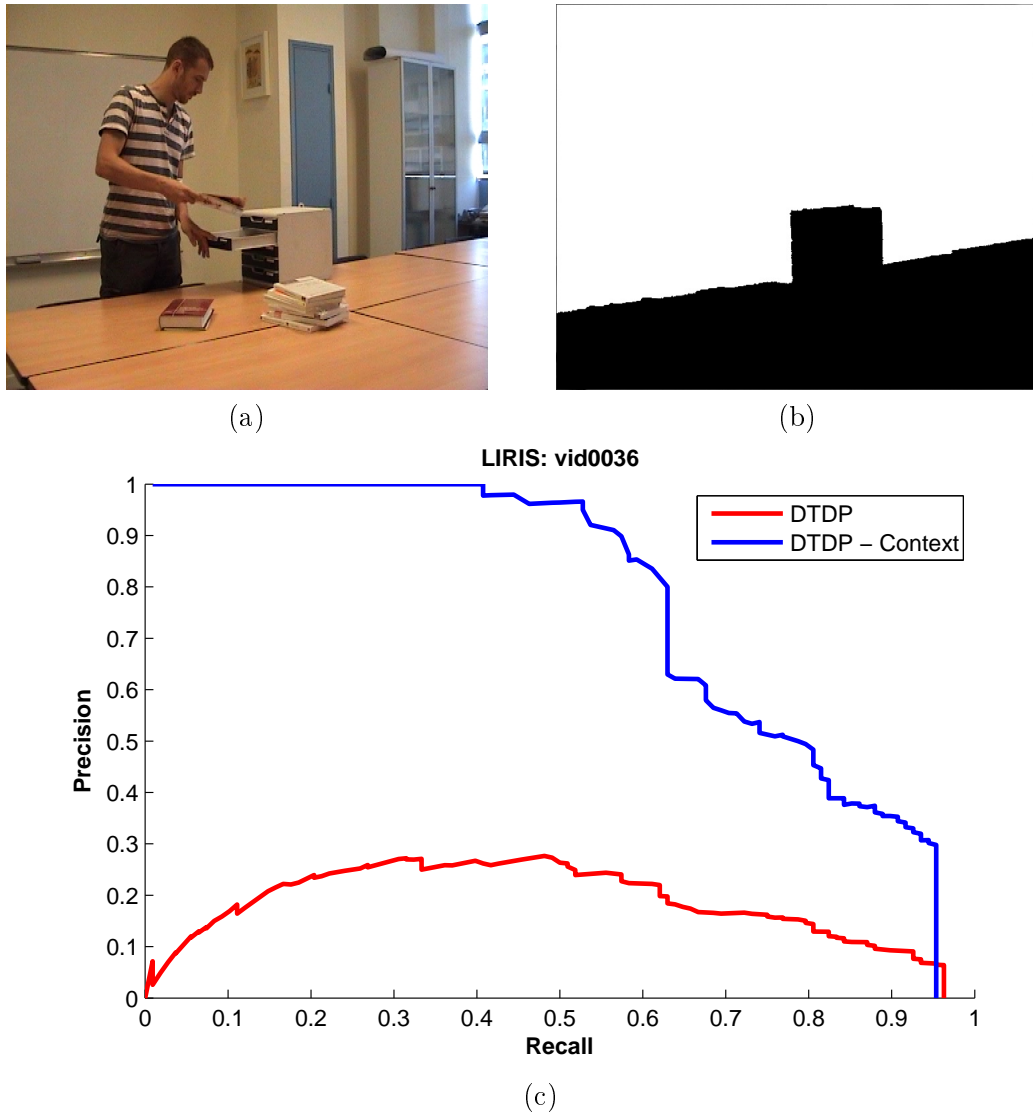 (a)
(b)
LIRIS: vid0036
1
0.9
0.8
0.7
0.6
0.5
0.4
0.3
0.2
0.1
0
Precision
DTDP
DTDP – Context
0 0.1 0.2 0.3 0.4 0.5 0.6 0.7 0.8 0.9 1
Recall
(c)